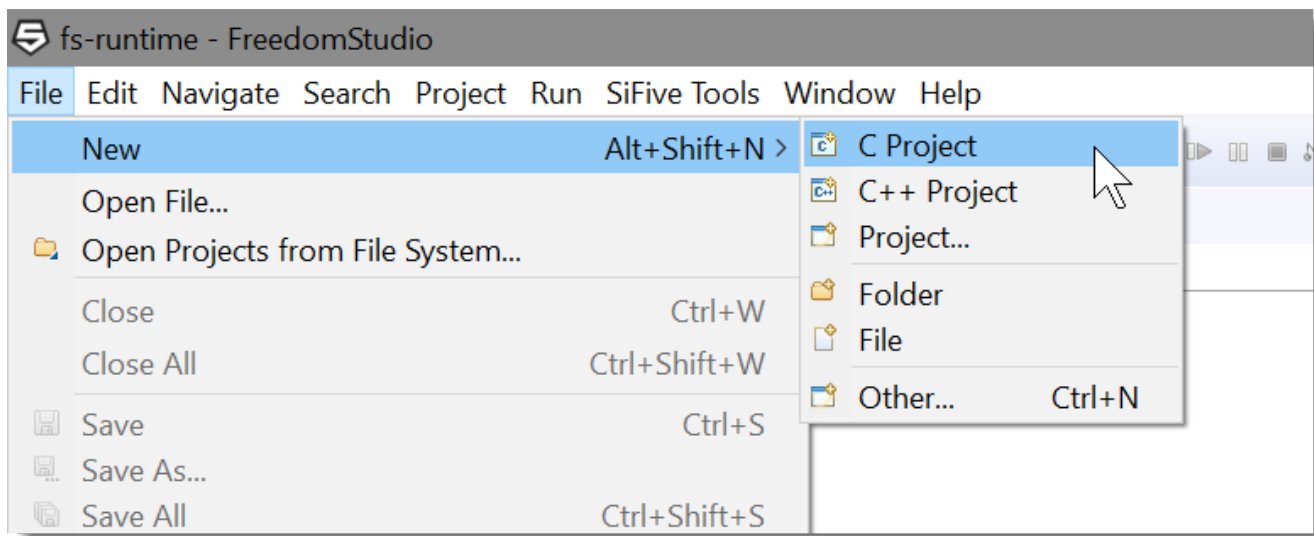 fs-runtime - FreedomStudio
File Edit Navigate Search Project Run SiFive Tools Window Help
New Alt+Shift+N >
Open File...
Open Projects from File System...
Close Ctrl+W
Close All Ctrl+Shift+W
Save Ctrl+S
Save As...
Save All Ctrl+Shift+S
C Project
C++ Project
Project...
Folder
File
Other... Ctrl+N